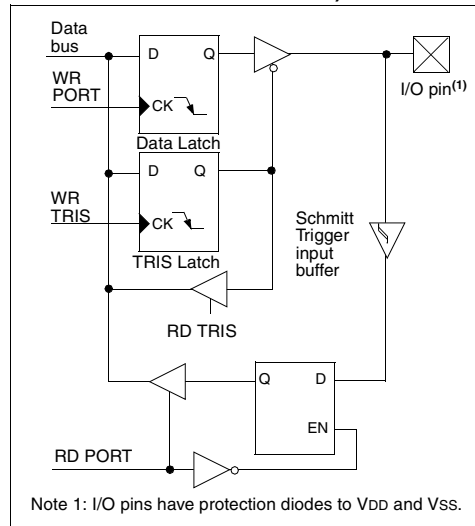 Data
bus
D
Q
WR
PORT
CK
I/O pin(1)
Data Latch
D
Q
WR
TRIS
CK
Schmitt
Trigger
input
buffer
TRIS Latch
RD TRIS
Q
D
EN
RD PORT
Note 1: I/O pins have protection diodes to VDD and VSS.